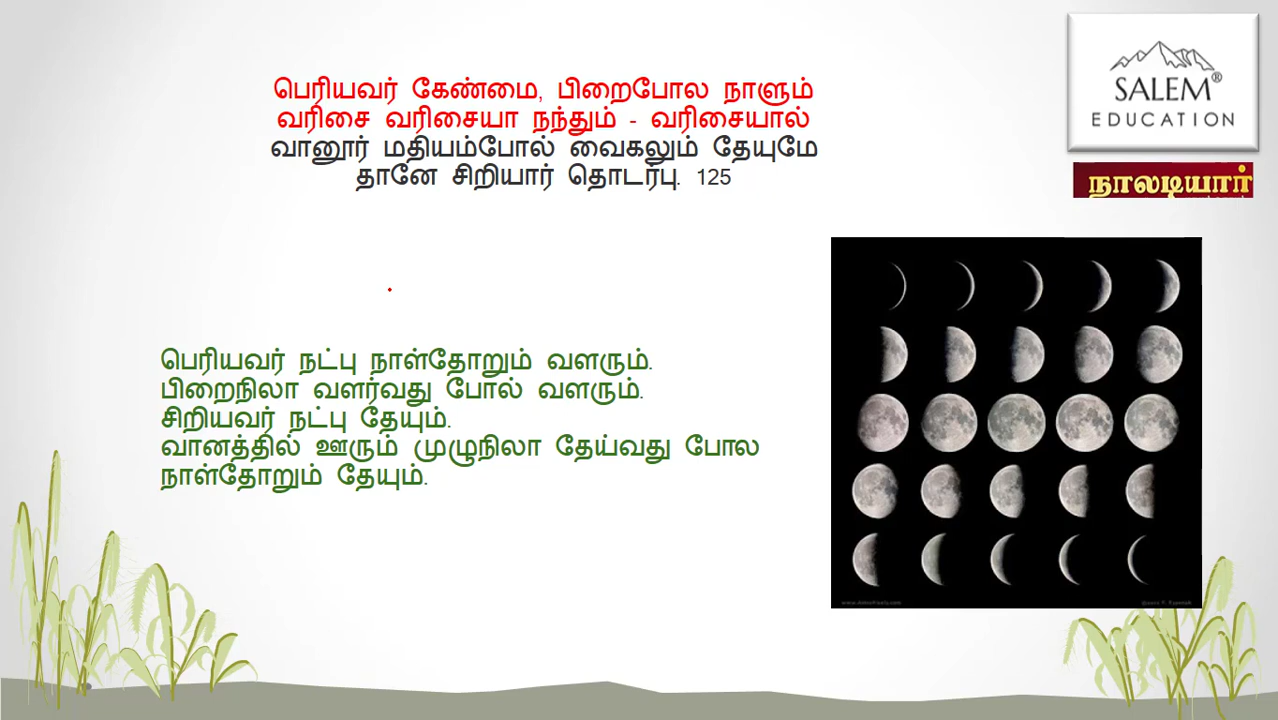 பெரியவர் கேண்மை, பிறைபோல நாளும்
வரிசை வரிசையா நந்தும் - வரிசையால்
வானூர் மதியம்போல் வைகலும் தேயுமே
தானே சிறியார் தொடர்பு. 125
SALEM®
EDUCATION
நாலடியார்
பெரியவர் நட்பு நாள்தோறும் வளரும்.
பிறைநிலா வளர்வது போல் வளரும்.
சிறியவர் நட்பு தேயும்.
வானத்தில் ஊரும் முழுநிலா தேய்வது போல
நாள்தோறும் தேயும்.